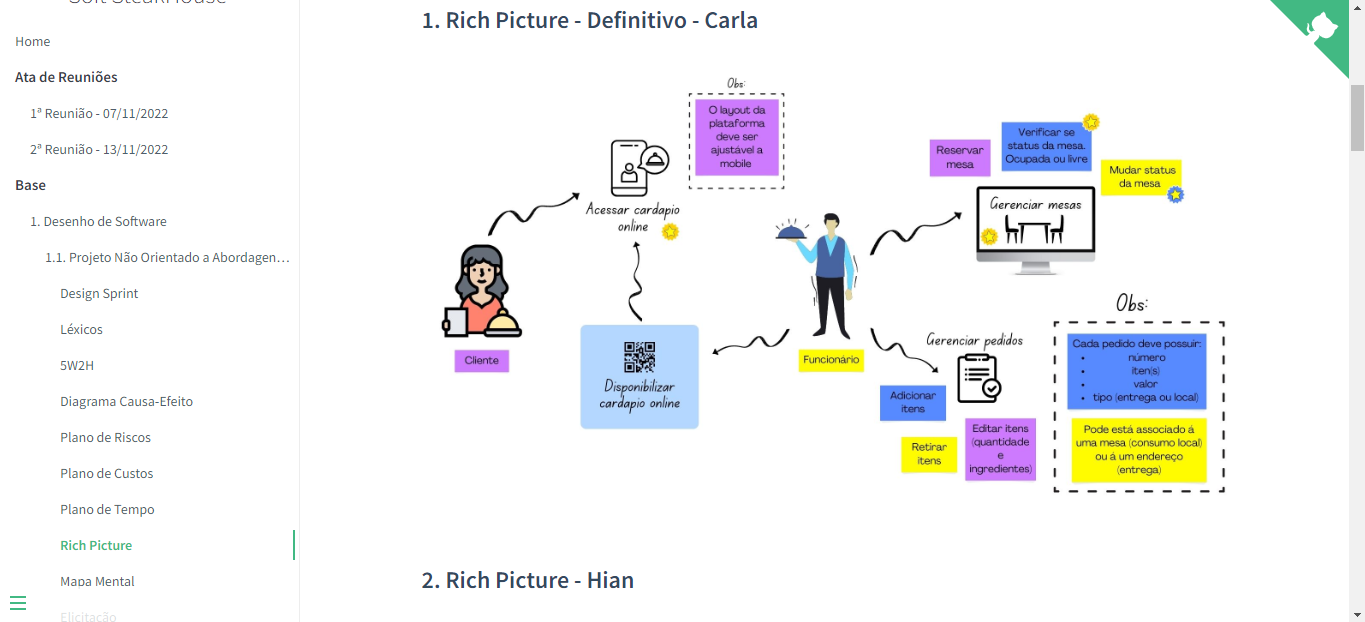 Soft SteakHouse
Home
Ata de Reuniões
1ª Reunião - 07/11/2022
2ª Reunião - 13/11/2022
Base
1. Desenho de Software
1.1. Projeto Não Orientado a Abordagen…
Design Sprint
Léxicos
5W2H
Diagrama Causa-Efeito
Plano de Riscos
Plano de Custos
Plano de Tempo
Rich Picture
Mapa Mental
Elicitação
1. Rich Picture - Definitivo - Carla
Obs:
O layout da
plataforma
deve ser
ajustável a
mobile
Acessar cardapio
online
Cliente
Disponibilizar
cardapio online
Funcionário
Reservar
mesa
Verificar se
status da mesa.
Ocupada ou livre
Mudar status
da mesa
Gerenciar mesas
Gerenciar pedidos
Adicionar
itens
Retirar
itens
Editar itens
(quantidade
e
ingredientes)
Obs:
Cada pedido deve possuir:
• número
• iten(s)
• valor
• tipo (entrega ou local)
Pode está associado á
uma mesa (consumo local)
ou á um endereço
(entrega)
2. Rich Picture - Hian